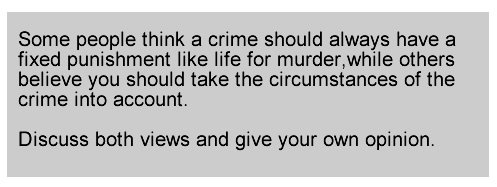 Some people think a crime should always have a
fixed punishment like life for murder,while others
believe you should take the circumstances of the
crime into account.
Discuss both views and give your own opinion.